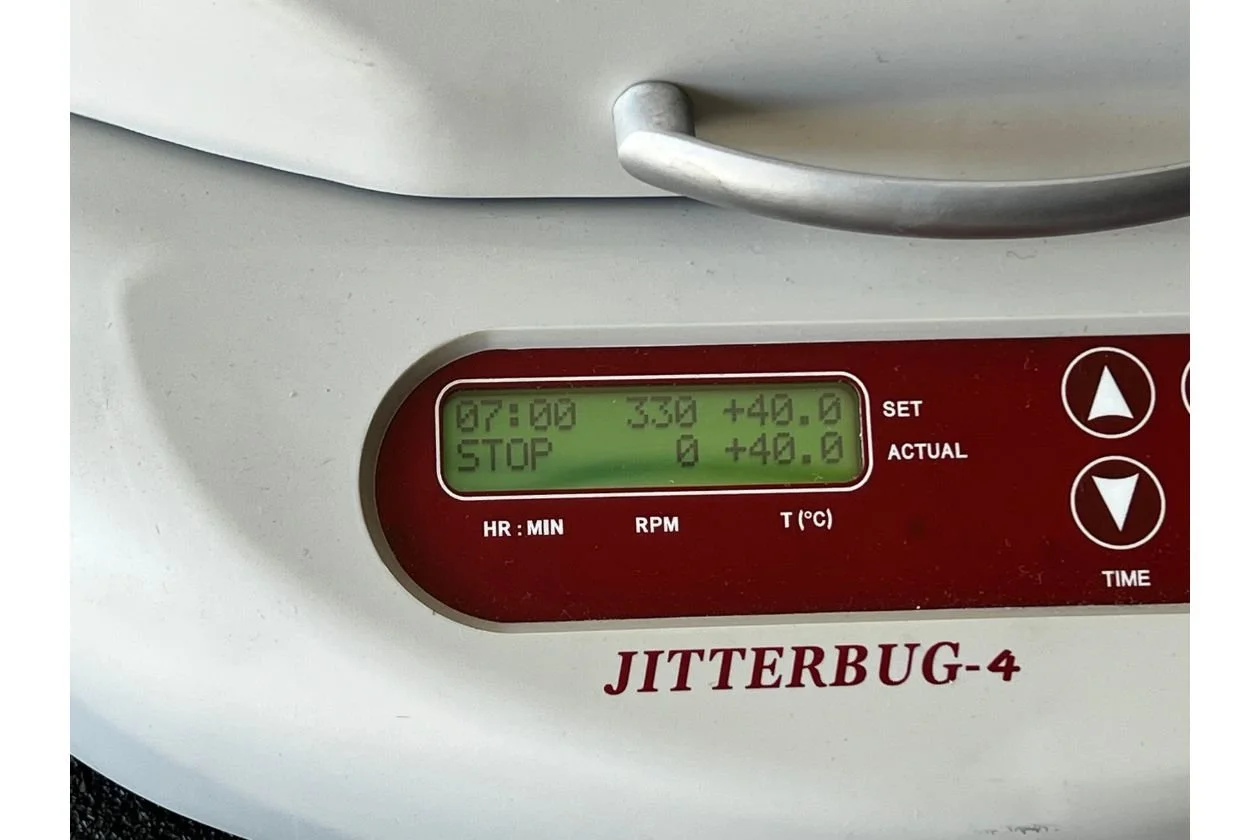 07:00 330 +40.0 SET
STOP 0 +40.0 ACTUAL
HR : MIN RPM T (°C)
TIME
JITTERBUG-4